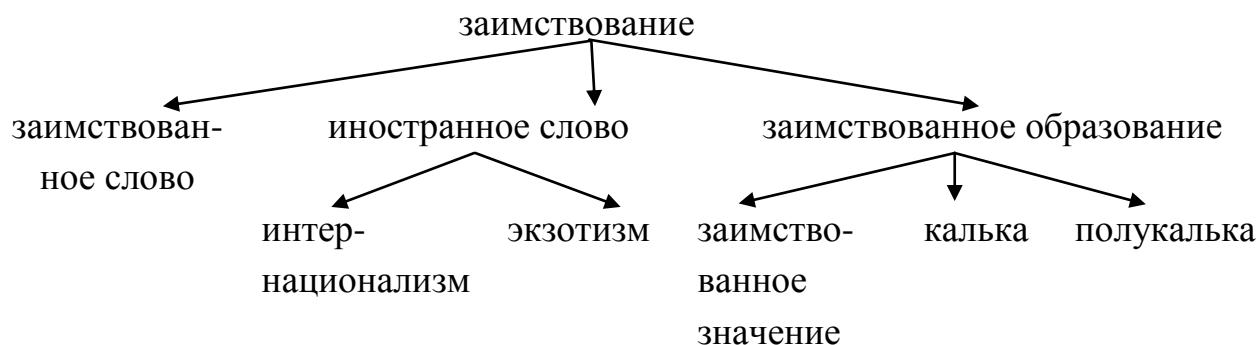 заимствование
заимствован-
ное слово
иностранное слово
заимствованное образование
интер-
национализм
экзотизм
заимство-
ванное
значение
калька
полукалька